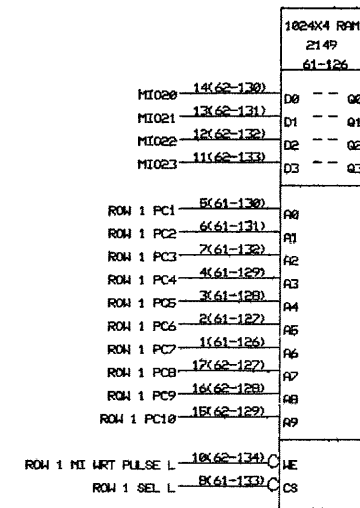 1024X4 RAM
2149
61-126
MIO20 14(62-130) D0 -- Q0
MIO21 13(62-131) D1 -- Q1
MIO22 12(62-132) D2 -- Q2
MIO23 11(62-133) D3 -- Q3
ROW 1 PC1 5(61-130) A0
ROW 1 PC2 6(61-131) A1
ROW 1 PC3 7(61-132) A2
ROW 1 PC4 4(61-129) A3
ROW 1 PC5 3(61-128) A4
ROW 1 PC6 2(61-127) A5
ROW 1 PC7 1(61-126) A6
ROW 1 PC8 17(62-127) A7
ROW 1 PC9 16(62-128) A8
ROW 1 PC10 15(62-129) A9
ROW 1 MI WRT PULSE L 10(62-134) WE
ROW 1 SEL L 8(61-133) CS